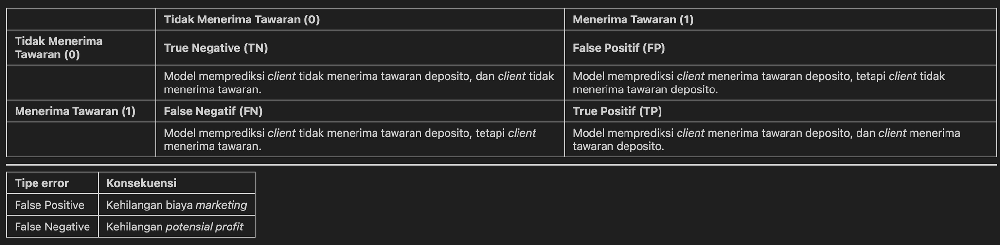 Tidak Menerima Tawaran (0)
Menerima Tawaran (1)
Tidak Menerima
Tawaran (0)
True Negative (TN)
False Positif (FP)
Model memprediksi client tidak menerima tawaran deposito, dan client tidak
menerima tawaran.
Model memprediksi client menerima tawaran deposito, tetapi client tidak
menerima tawaran deposito.
Menerima Tawaran (1)
False Negatif (FN)
True Positif (TP)
Model memprediksi client tidak menerima tawaran deposito, tetapi client
menerima tawaran.
Model memprediksi client menerima tawaran deposito, dan client menerima
tawaran deposito.
Tipe error
Konsekuensi
False Positive
Kehilangan biaya marketing
False Negative
Kehilangan potensial profit